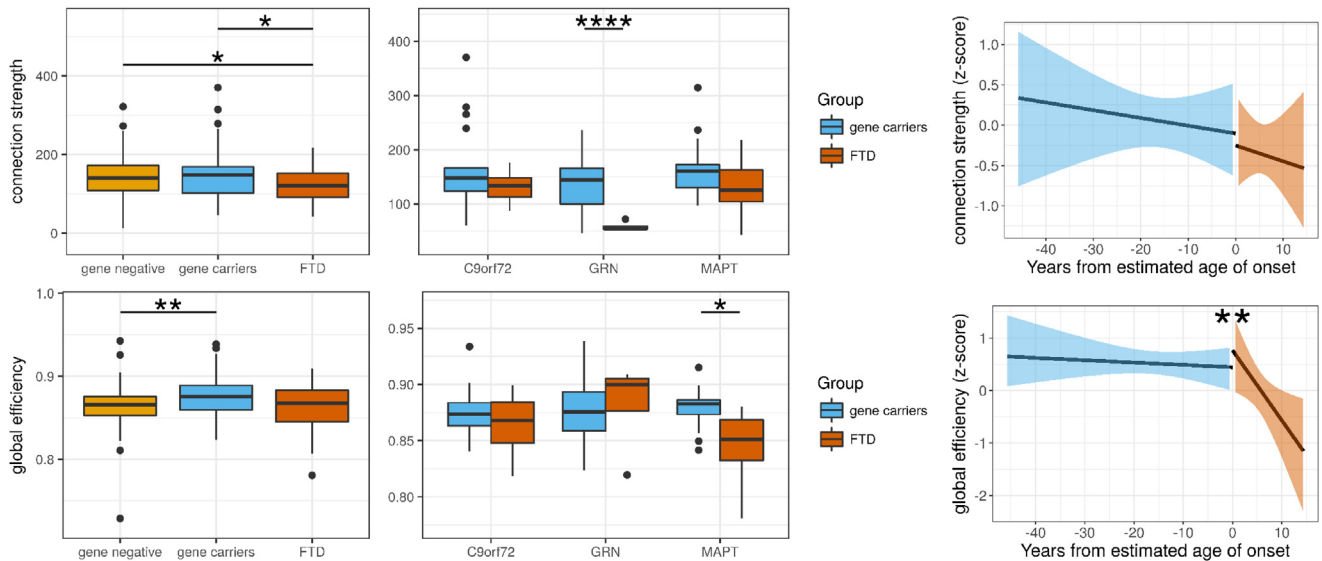 *
*
connection strength
400
200
0
gene negative
gene carriers
FTD
****
400
300
200
100
C9orf72
GRN
MAPT
Group
gene carriers
FTD
connection strength (z-score)
1.0
0.5
0.0
-0.5
-1.0
-40 -30 -20 -10 0 10
Years from estimated age of onset
**
global efficiency
1.0
0.9
0.8
gene negative
gene carriers
FTD
*
0.95
0.90
0.85
0.80
C9orf72
GRN
MAPT
Group
gene carriers
FTD
**
global efficiency (z-score)
1
0
-1
-2
-40 -30 -20 -10 0 10
Years from estimated age of onset